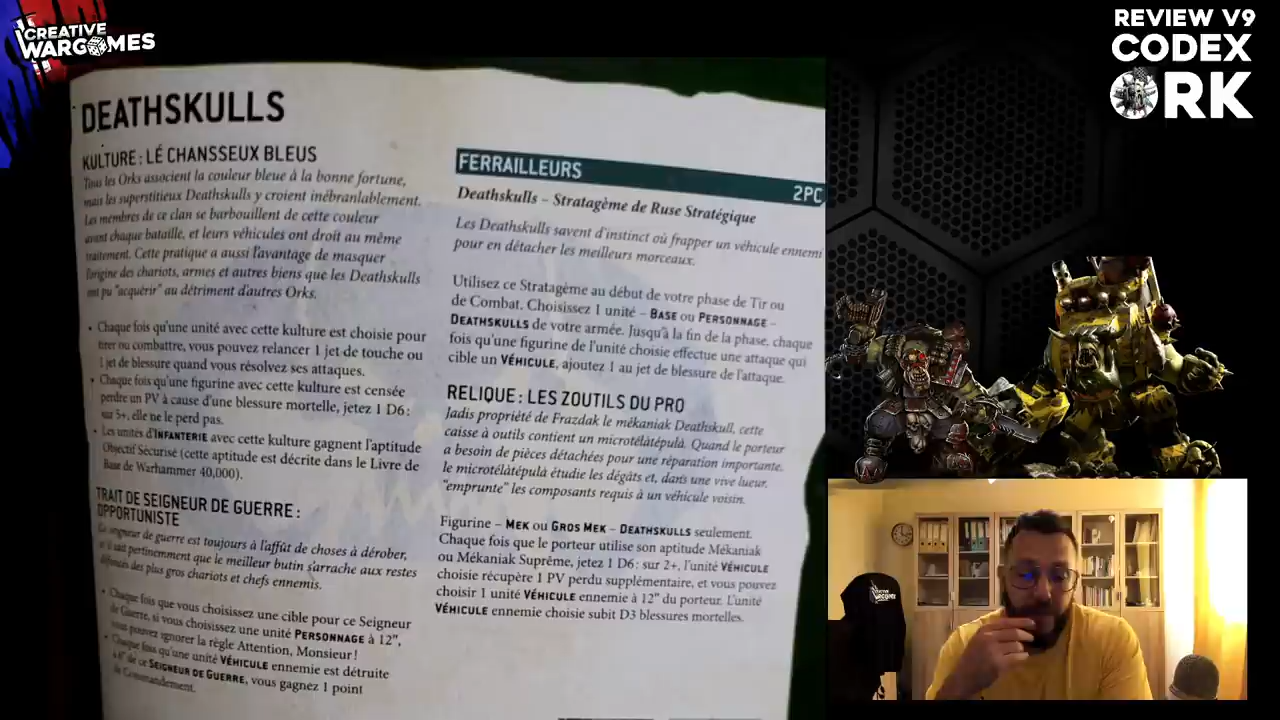 CREATIVE
WARGAMES
REVIEW V9
CODEX
ORK
DEATHSKULLS
KULTURE : LÉ CHANSSEUX BLEUS
Tous les Orks associent la couleur bleue à la bonne fortune,
mais les superstitieux Deathskulls y croient inébranlablement.
Les membres de ce clan se barbouillent de cette couleur
avant chaque bataille, et leurs véhicules ont droit au même
traitement. Cette pratique a aussi l'avantage de masquer
l'origine des chariots, armes et autres biens que les Deathskulls
ont pu "acquérir" au détriment d'autres Orks.
• Chaque fois qu'une unité avec cette kulture est choisie pour
tirer ou combattre, vous pouvez relancer 1 jet de touche ou
1 jet de blessure quand vous résolvez ses attaques.
• Chaque fois qu'une figurine avec cette kulture est censée
perdre un PV à cause d'une blessure mortelle, jetez 1 D6 :
sur 5+, elle ne le perd pas.
• Les unités d'INFANTERIE avec cette kulture gagnent l'aptitude
Objectif Sécurisé (cette aptitude est décrite dans le Livre de
Base de Warhammer 40,000).
TRAIT DE SEIGNEUR DE GUERRE :
OPPORTUNISTE
Ce seigneur de guerre est toujours à l'affût de choses à dérober,
et il sait pertinemment que le meilleur butin s'arrache aux restes
défoncés des plus gros chariots et chefs ennemis.
• Chaque fois que vous choisissez une cible pour ce Seigneur
de Guerre, si vous choisissez une unité PERSONNAGE à 12",
vous pouvez ignorer la règle Attention, Monsieur !
• Chaque fois qu'une unité VÉHICULE ennemie est détruite
à 6" de ce SEIGNEUR DE GUERRE, vous gagnez 1 point
de Commandement.
FERRAILLEURS
2PC
Deathskulls – Stratagème de Ruse Stratégique
Les Deathskulls savent d'instinct où frapper un véhicule ennemi
pour en détacher les meilleurs morceaux.
Utilisez ce Stratagème au début de votre phase de Tir ou
de Combat. Choisissez 1 unité – BASE ou PERSONNAGE –
DEATHSKULLS de votre armée. Jusqu'à la fin de la phase, chaque
fois qu'une figurine de l'unité choisie effectue une attaque qui
cible un VÉHICULE, ajoutez 1 au jet de blessure de l'attaque.
RELIQUE : LES ZOUTILS DU PRO
Jadis propriété de Frazdak le mékaniak Deathskull, cette
caisse à outils contient un microtélàtépulà. Quand le porteur
a besoin de pièces détachées pour une réparation importante,
le microtélàtépulà étudie les dégâts et, dans une vive lueur,
"emprunte" les composants requis à un véhicule voisin.
Figurine – MEK ou GROS MEK – DEATHSKULLS seulement.
Chaque fois que le porteur utilise son aptitude Mékaniak
ou Mékaniak Suprême, jetez 1 D6 : sur 2+, l'unité VÉHICULE
choisie récupère 1 PV perdu supplémentaire, et vous pouvez
choisir 1 unité VÉHICULE ennemie à 12" du porteur. L'unité
VÉHICULE ennemie choisie subit D3 blessures mortelles.